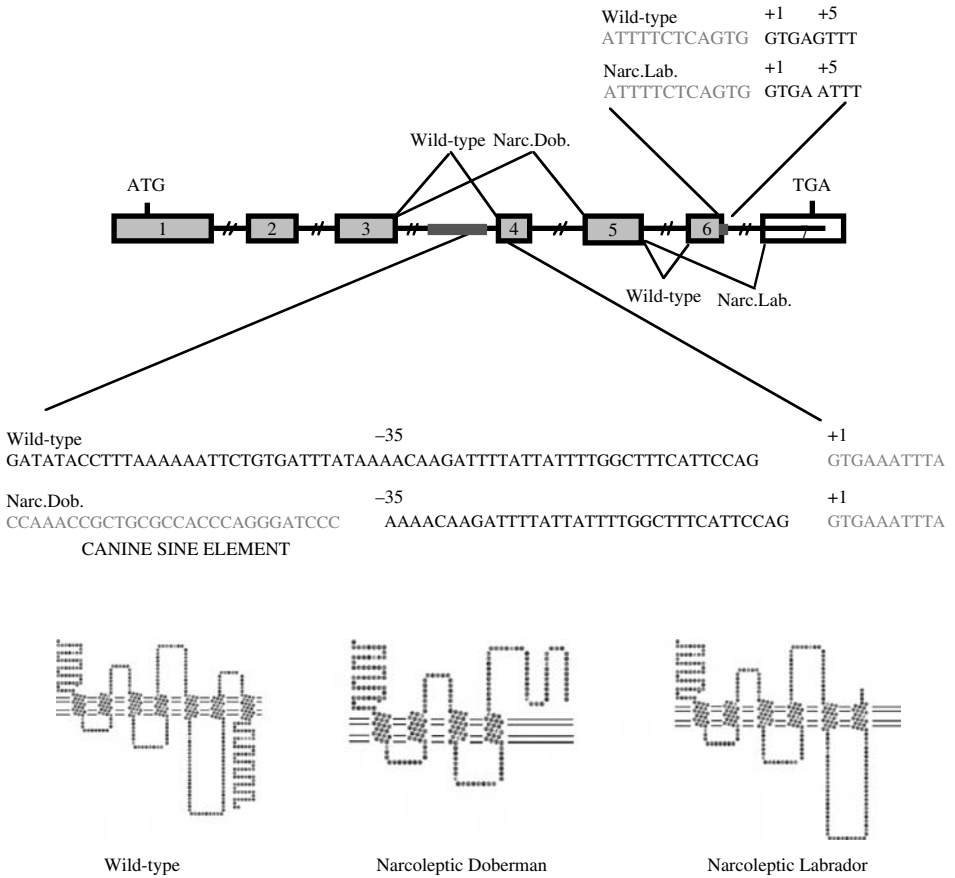 Wild-type +1 +5
ATTTTCTCAGTG GTGAGTTT
Narc.Lab. +1 +5
ATTTTCTCAGTG GTGA ATTT
Wild-type Narc.Dob.
ATG TGA
1 2 3 4 5 6 7
Wild-type Narc.Lab.
Wild-type −35 +1
GATATACCTTTAAAAAATTCTGTGATTTATAAAACAAGATTTTATTATTTTGGCTTTCATTCCAG GTGAAATTTA
Narc.Dob. −35 +1
CCAAACCGCTGCGCCACCCAGGGATCCC AAAACAAGATTTTATTATTTTGGCTTTCATTCCAG GTGAAATTTA
CANINE SINE ELEMENT
Wild-type Narcoleptic Doberman Narcoleptic Labrador